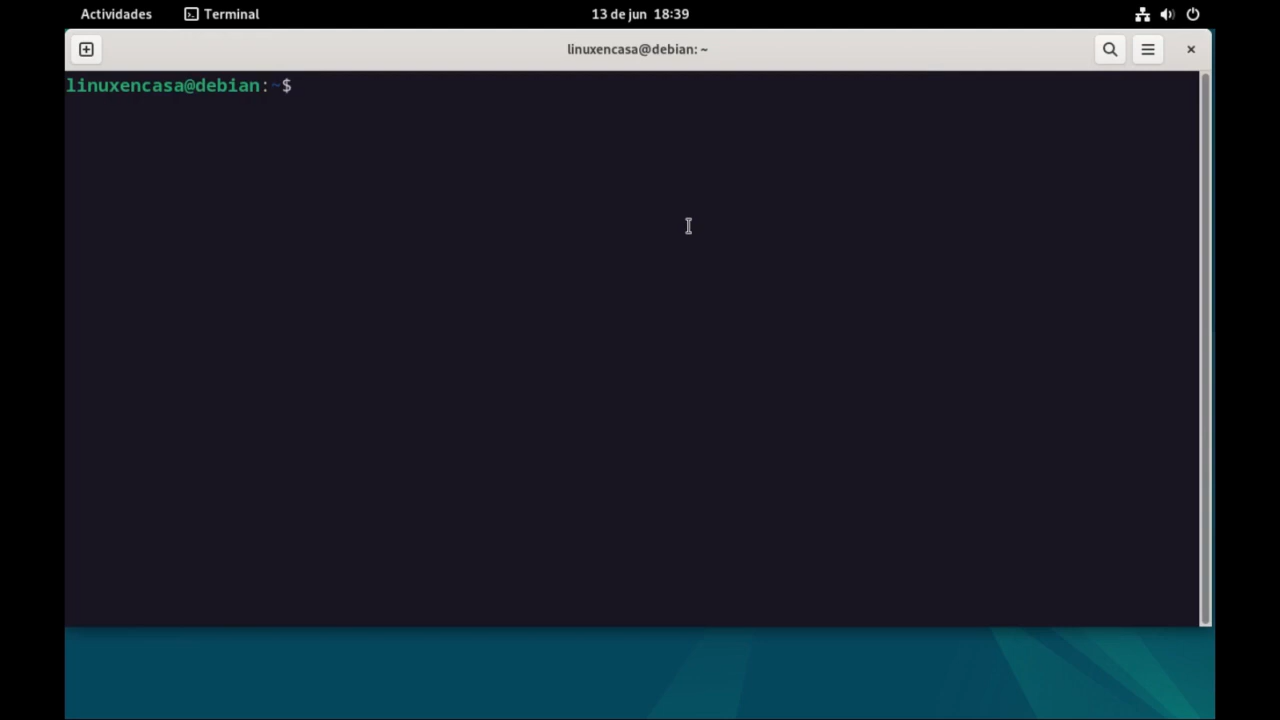 Actividades Terminal 13 de jun 18:39
linuxencasa@debian: ~
linuxencasa@debian:~$